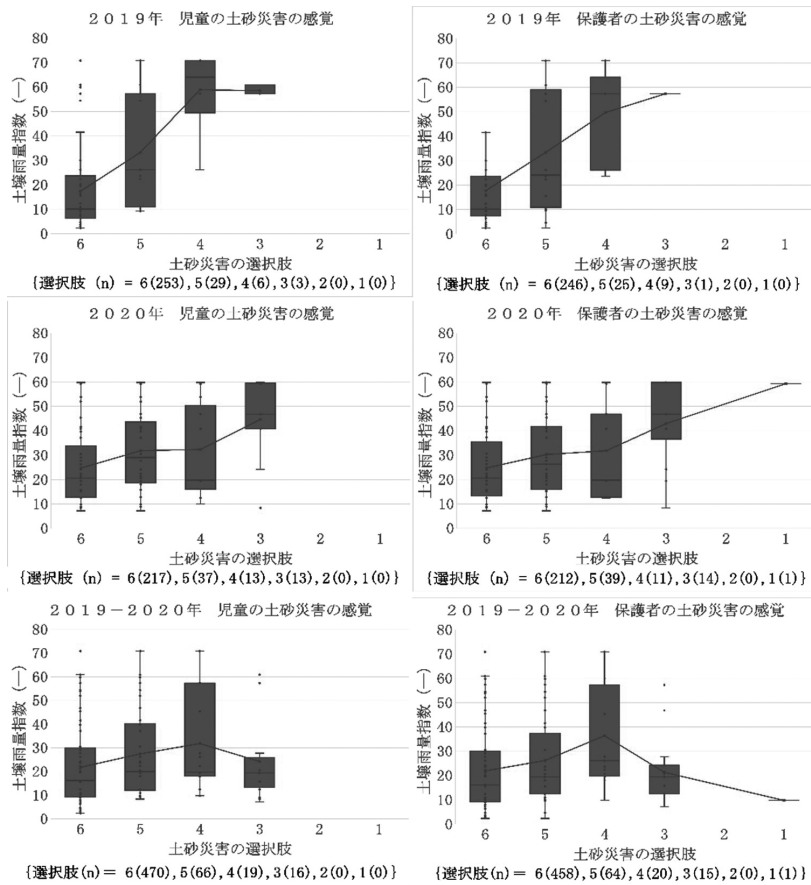 2019年 児童の土砂災害の感覚
土壌雨量指数 (―)
80
70
60
50
40
30
20
10
0
6 5 4 3 2 1
土砂災害の選択肢
{選択肢 (n) = 6(253), 5(29), 4(6), 3(3), 2(0), 1(0)}
2019年 保護者の土砂災害の感覚
土壌雨量指数 (―)
80
70
60
50
40
30
20
10
0
6 5 4 3 2 1
土砂災害の選択肢
{選択肢 (n) = 6(246), 5(25), 4(9), 3(1), 2(0), 1(0)}
2020年 児童の土砂災害の感覚
土壌雨量指数 (―)
80
70
60
50
40
30
20
10
0
6 5 4 3 2 1
土砂災害の選択肢
{選択肢 (n) = 6(217), 5(37), 4(13), 3(13), 2(0), 1(0)}
2020年 保護者の土砂災害の感覚
土壌雨量指数 (―)
80
70
60
50
40
30
20
10
0
6 5 4 3 2 1
土砂災害の選択肢
{選択肢 (n) = 6(212), 5(39), 4(11), 3(14), 2(0), 1(1)}
2019－2020年 児童の土砂災害の感覚
土壌雨量指数 (―)
80
70
60
50
40
30
20
10
0
6 5 4 3 2 1
土砂災害の選択肢
{選択肢(n)＝ 6(470), 5(66), 4(19), 3(16), 2(0), 1(0)}
2019－2020年 保護者の土砂災害の感覚
土壌雨量指数 (―)
80
70
60
50
40
30
20
10
0
6 5 4 3 2 1
土砂災害の選択肢
{選択肢(n)＝ 6(458), 5(64), 4(20), 3(15), 2(0), 1(1)}